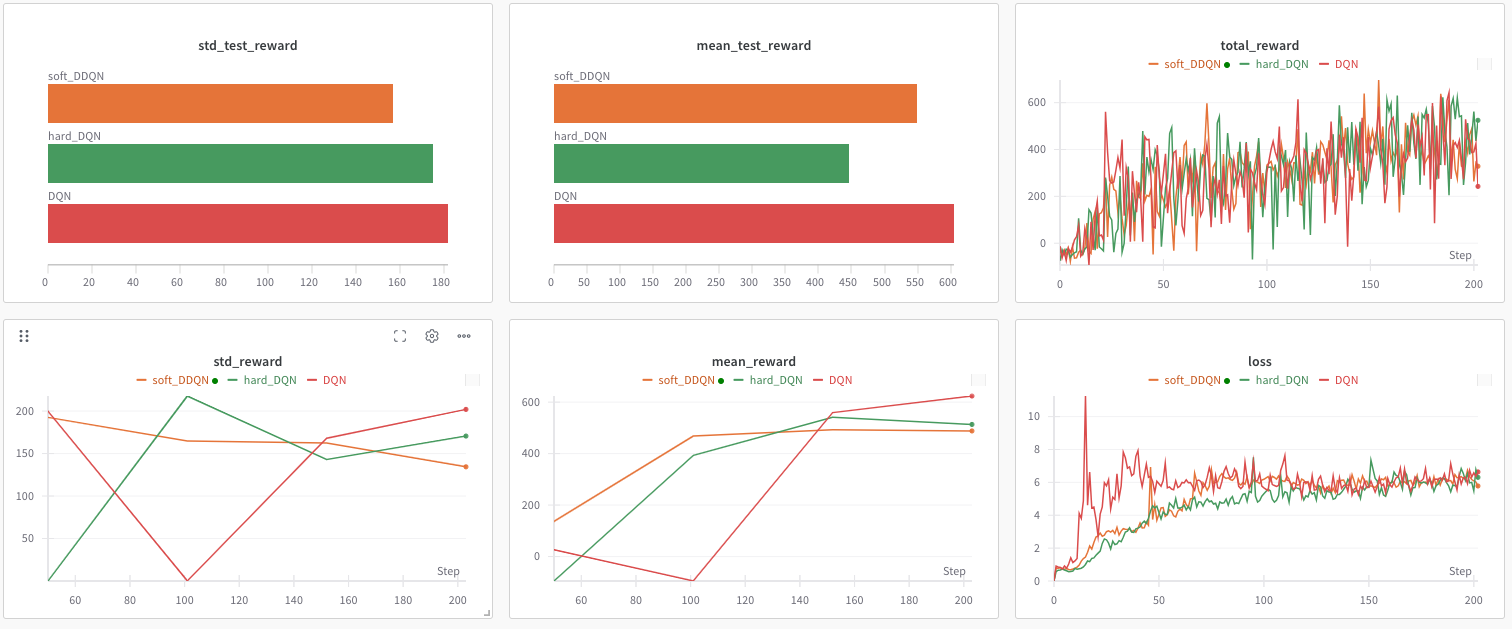 std_test_reward
soft_DDQN
hard_DQN
DQN
0 20 40 60 80 100 120 140 160 180
mean_test_reward
soft_DDQN
hard_DQN
DQN
0 50 100 150 200 250 300 350 400 450 500 550 600
total_reward
soft_DDQN hard_DQN DQN
600
400
200
0
Step
0 50 100 150 200
std_reward
soft_DDQN hard_DQN DQN
200
150
100
50
Step
60 80 100 120 140 160 180 200
mean_reward
soft_DDQN hard_DQN DQN
600
400
200
0
Step
60 80 100 120 140 160 180 200
loss
soft_DDQN hard_DQN DQN
10
8
6
4
2
0
Step
0 50 100 150 200